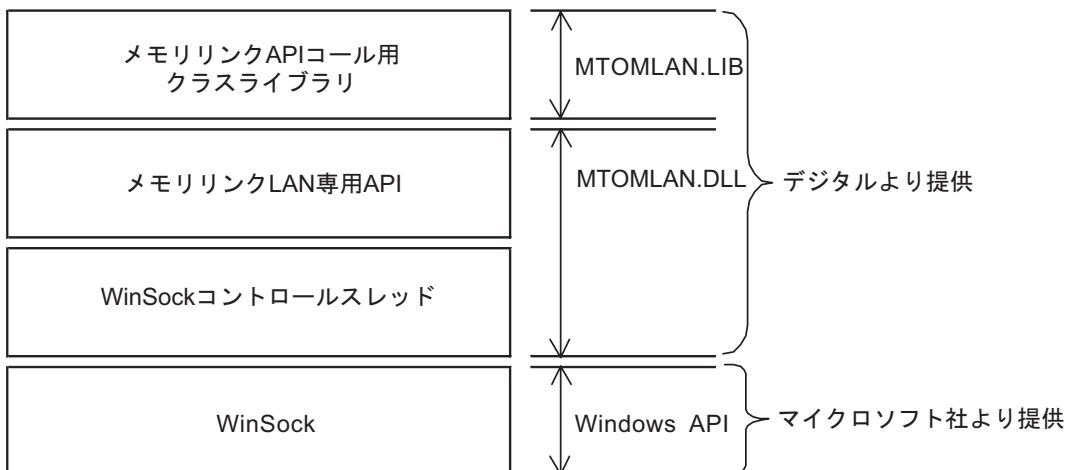 メモリリンクAPIコール用
クラスライブラリ
MTOMLAN.LIB
メモリリンクLAN専用API
MTOMLAN.DLL
デジタルより提供
WinSockコントロールスレッド
WinSock
Windows API
マイクロソフト社より提供